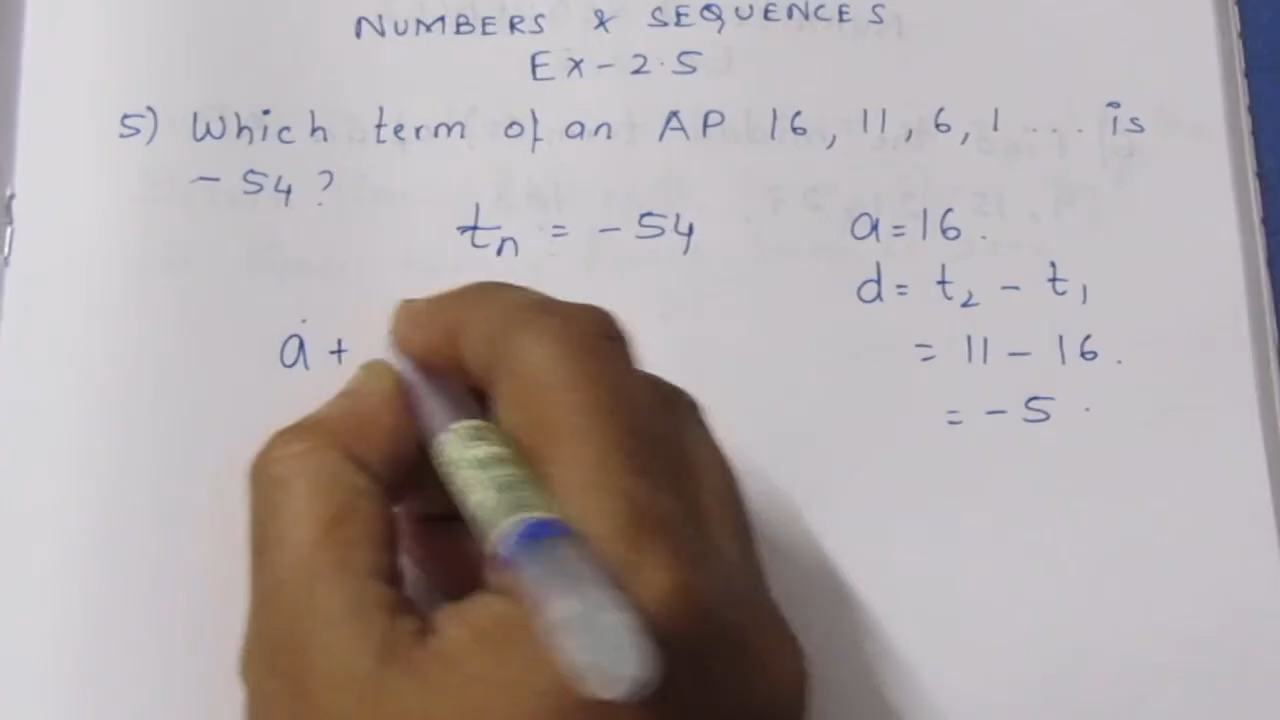 NUMBERS & SEQUENCES
Ex-2.5
5) Which term of an AP 16, 11, 6, 1 ... is
-54?
tₙ = -54
a = 16.
d = t₂ - t₁
= 11 - 16.
= -5.
a +